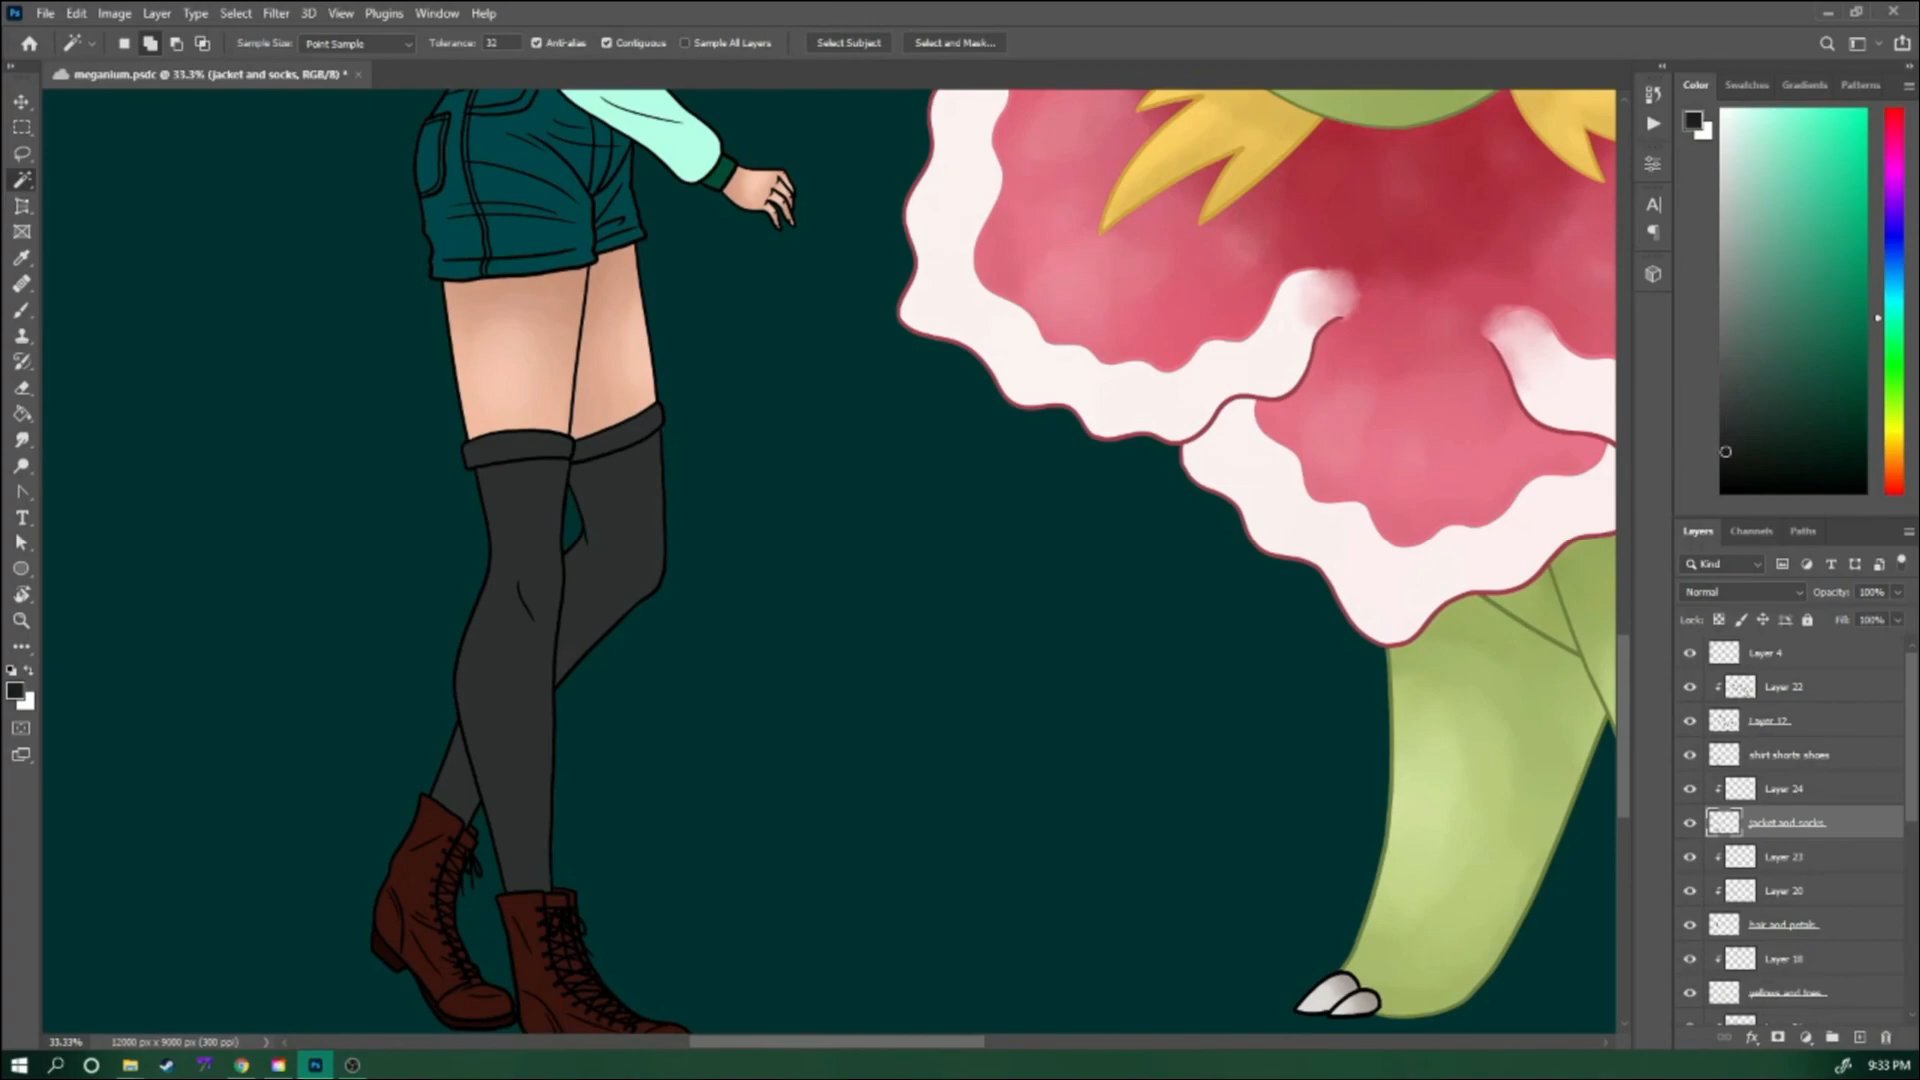 Ps File Edit Image Layer Type Select Filter 3D View Plugins Window Help
Sample Size: Point Sample Tolerance: 32 Anti-alias Contiguous Sample All Layers Select Subject Select and Mask...
meganium.psdc @ 33.3% (jacket and socks, RGB/8) * ×
Color Swatches Gradients Patterns
Layers Channels Paths
Kind
Normal Opacity: 100%
Lock: Fill: 100%
Layer 4
Layer 22
Layer 12
shirt shorts shoes
Layer 24
jacket and socks
Layer 23
Layer 20
hair and petals
Layer 18
yellows and toes
33.33% 12000 px x 9000 px (300 ppi)
9:33 PM